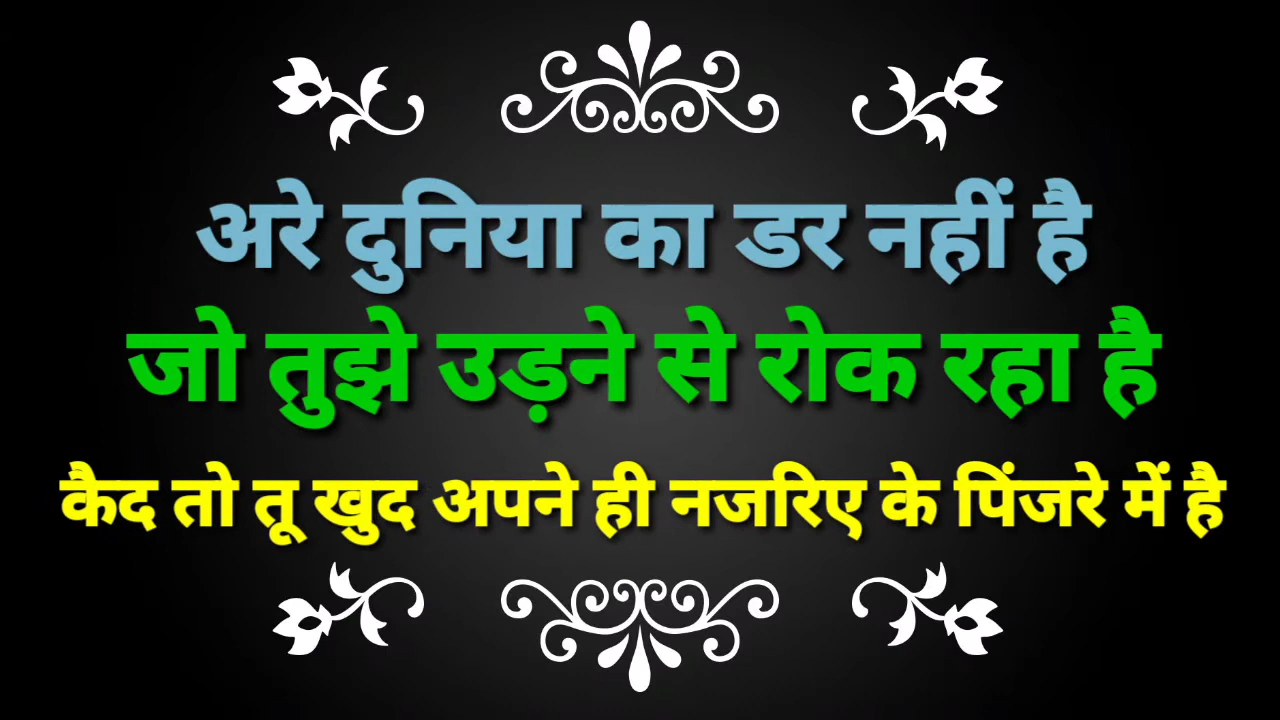 अरे दुनिया का डर नहीं है
जो तुझे उड़ने से रोक रहा है
कैद तो तू खुद अपने ही नजरिए के पिंजरे में है